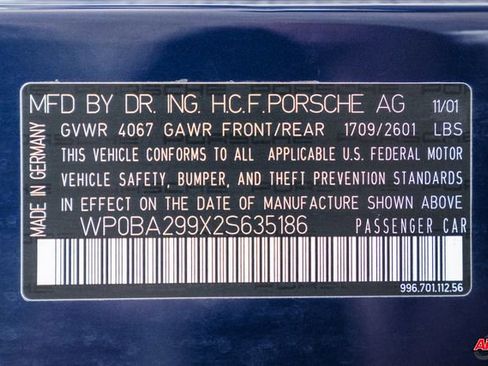 MFD BY DR. ING. H.C.F. PORSCHE AG 11/01
GVWR 4067 GAWR FRONT/REAR 1709/2601 LBS
THIS VEHICLE CONFORMS TO ALL APPLICABLE U.S. FEDERAL MOTOR
VEHICLE SAFETY, BUMPER, AND THEFT PREVENTION STANDARDS
IN EFFECT ON THE DATE OF MANUFACTURE SHOWN ABOVE
WP0BA299X2S635186 PASSENGER CAR
996.701.112.56
MADE IN GERMANY